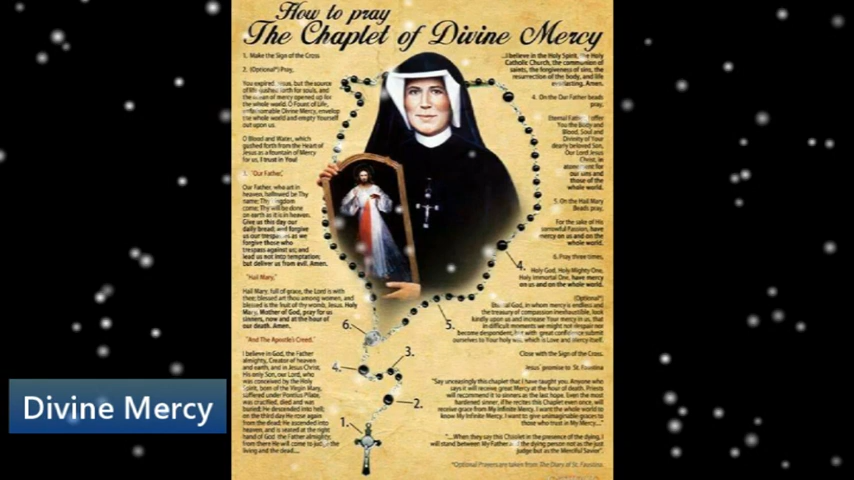 How to pray
The Chaplet of Divine Mercy
1. Make the Sign of the Cross.
2. (Optional*) Pray,
You expired, Jesus, but the source
of life gushed forth for souls, and
the ocean of mercy opened up for
the whole world. O Fount of Life,
unfathomable Divine Mercy, envelop
the whole world and empty Yourself
out upon us.
O Blood and Water, which
gushed forth from the Heart of
Jesus as a fountain of Mercy
for us, I trust in You!
3. "Our Father,"
Our Father, who art in
heaven, hallowed be Thy
name; Thy kingdom
come; Thy will be done
on earth as it is in heaven.
Give us this day our
daily bread; and forgive
us our trespasses as we
forgive those who
trespass against us; and
lead us not into temptation;
but deliver us from evil. Amen.
"Hail Mary,"
Hail Mary, full of grace, the Lord is with
thee; blessed art thou among women, and
blessed is the fruit of thy womb, Jesus. Holy
Mary, Mother of God, pray for us
sinners, now and at the hour of
our death. Amen.
"And The Apostle's Creed."
I believe in God, the Father
almighty, Creator of heaven
and earth, and in Jesus Christ,
His only Son, our Lord, who
was conceived by the Holy
Spirit, born of the Virgin Mary,
suffered under Pontius Pilate,
was crucified, died and was
buried; He descended into hell;
on the third day He rose again
from the dead; He ascended into
heaven, and is seated at the right
hand of God the Father almighty;
from there He will come to judge
the living and the dead...
...I believe in the Holy Spirit, the Holy
Catholic Church, the communion of
saints, the forgiveness of sins, the
resurrection of the body, and life
everlasting. Amen.
4. On the Our Father beads
pray,
Eternal Father, I offer
You the Body and
Blood, Soul and
Divinity of Your
dearly beloved Son,
Our Lord Jesus
Christ, in
atonement for
our sins and
those of the
whole world.
5. On the Hail Mary
Beads pray,
For the sake of His
sorrowful Passion, have
mercy on us and on the
whole world.
6. Pray three times,
Holy God, Holy Mighty One,
Holy Immortal One, have mercy
on us and on the whole world.
(Optional*)
Eternal God, in whom mercy is endless and
the treasury of compassion inexhaustible, look
kindly upon us and increase Your mercy in us, that
in difficult moments we might not despair nor
become despondent, but with great confidence submit
ourselves to Your holy will, which is Love and mercy itself.
Close with the Sign of the Cross.
Jesus' promise to St. Faustina
"Say unceasingly this chaplet that I have taught you. Anyone who
says it will receive great Mercy at the hour of death. Priests
will recommend it to sinners as the last hope. Even the most
hardened sinner, if he recites this Chaplet even once, will
receive grace from My Infinite Mercy. I want the whole world to
know My Infinite Mercy. I want to give unimaginable graces to
those who trust in My Mercy...."
"....When they say this Chaplet in the presence of the dying, I
will stand between My Father and the dying person not as the
just judge but as the Merciful Savior".
*Optional Prayers are taken from The Diary of St. Faustina
1.
2.
3.
4.
5.
6.
4.
Divine Mercy